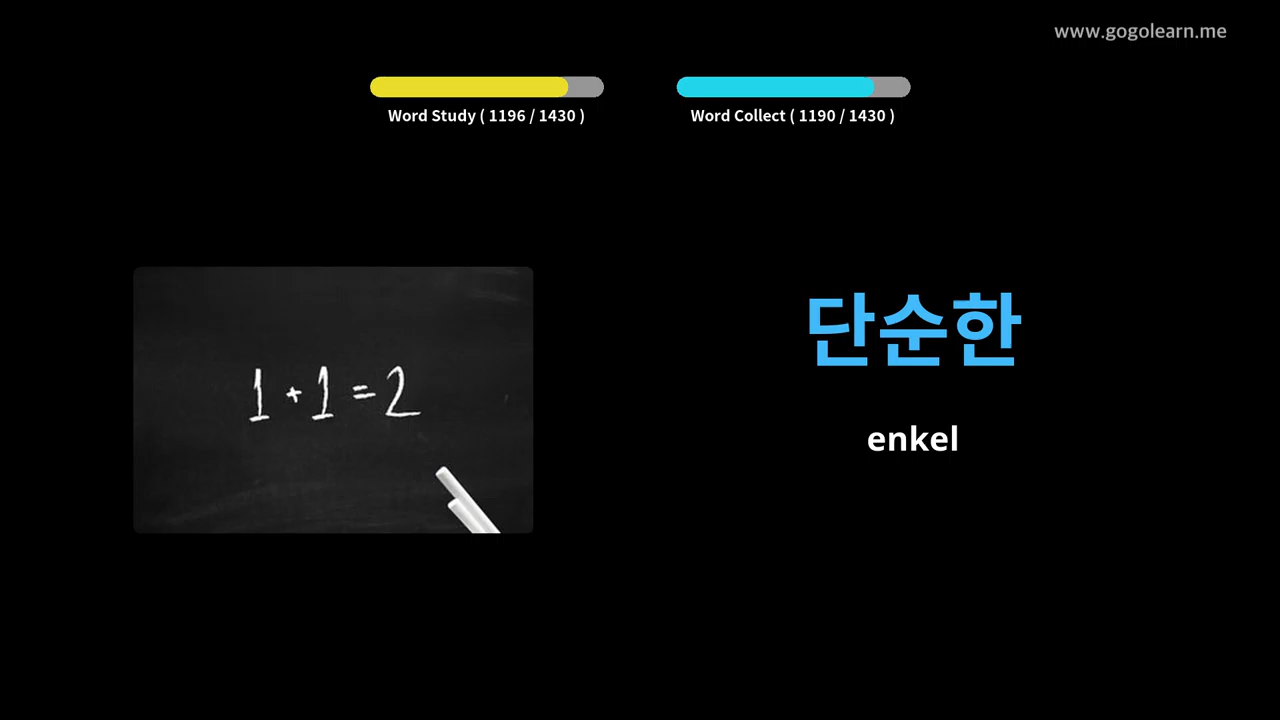 www.gogolearn.me
Word Study ( 1196 / 1430 )
Word Collect ( 1190 / 1430 )
1 + 1 = 2
단순한
enkel